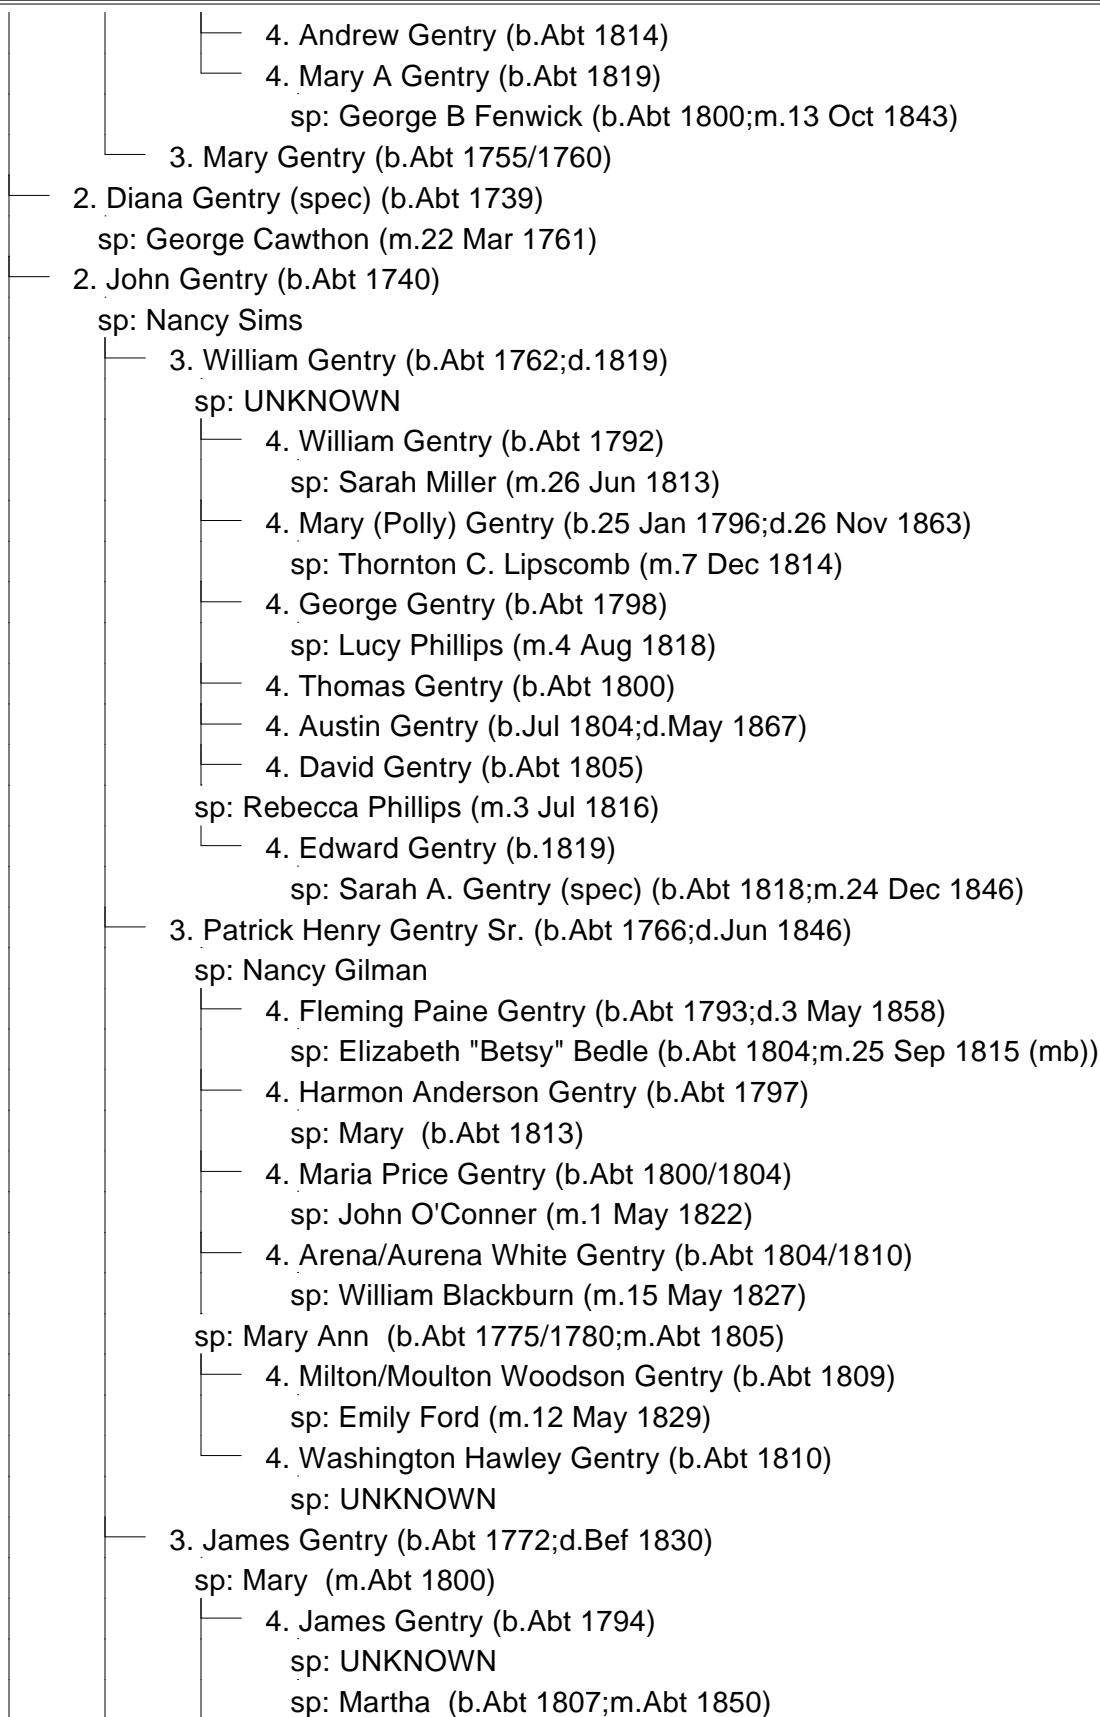 4. Andrew Gentry (b.Abt 1814)
4. Mary A Gentry (b.Abt 1819)
sp: George B Fenwick (b.Abt 1800;m.13 Oct 1843)
3. Mary Gentry (b.Abt 1755/1760)
2. Diana Gentry (spec) (b.Abt 1739)
sp: George Cawthon (m.22 Mar 1761)
2. John Gentry (b.Abt 1740)
sp: Nancy Sims
3. William Gentry (b.Abt 1762;d.1819)
sp: UNKNOWN
4. William Gentry (b.Abt 1792)
sp: Sarah Miller (m.26 Jun 1813)
4. Mary (Polly) Gentry (b.25 Jan 1796;d.26 Nov 1863)
sp: Thornton C. Lipscomb (m.7 Dec 1814)
4. George Gentry (b.Abt 1798)
sp: Lucy Phillips (m.4 Aug 1818)
4. Thomas Gentry (b.Abt 1800)
4. Austin Gentry (b.Jul 1804;d.May 1867)
4. David Gentry (b.Abt 1805)
sp: Rebecca Phillips (m.3 Jul 1816)
4. Edward Gentry (b.1819)
sp: Sarah A. Gentry (spec) (b.Abt 1818;m.24 Dec 1846)
3. Patrick Henry Gentry Sr. (b.Abt 1766;d.Jun 1846)
sp: Nancy Gilman
4. Fleming Paine Gentry (b.Abt 1793;d.3 May 1858)
sp: Elizabeth "Betsy" Bedle (b.Abt 1804;m.25 Sep 1815 (mb))
4. Harmon Anderson Gentry (b.Abt 1797)
sp: Mary  (b.Abt 1813)
4. Maria Price Gentry (b.Abt 1800/1804)
sp: John O'Conner (m.1 May 1822)
4. Arena/Aurena White Gentry (b.Abt 1804/1810)
sp: William Blackburn (m.15 May 1827)
sp: Mary Ann  (b.Abt 1775/1780;m.Abt 1805)
4. Milton/Moulton Woodson Gentry (b.Abt 1809)
sp: Emily Ford (m.12 May 1829)
4. Washington Hawley Gentry (b.Abt 1810)
sp: UNKNOWN
3. James Gentry (b.Abt 1772;d.Bef 1830)
sp: Mary  (m.Abt 1800)
4. James Gentry (b.Abt 1794)
sp: UNKNOWN
sp: Martha  (b.Abt 1807;m.Abt 1850)